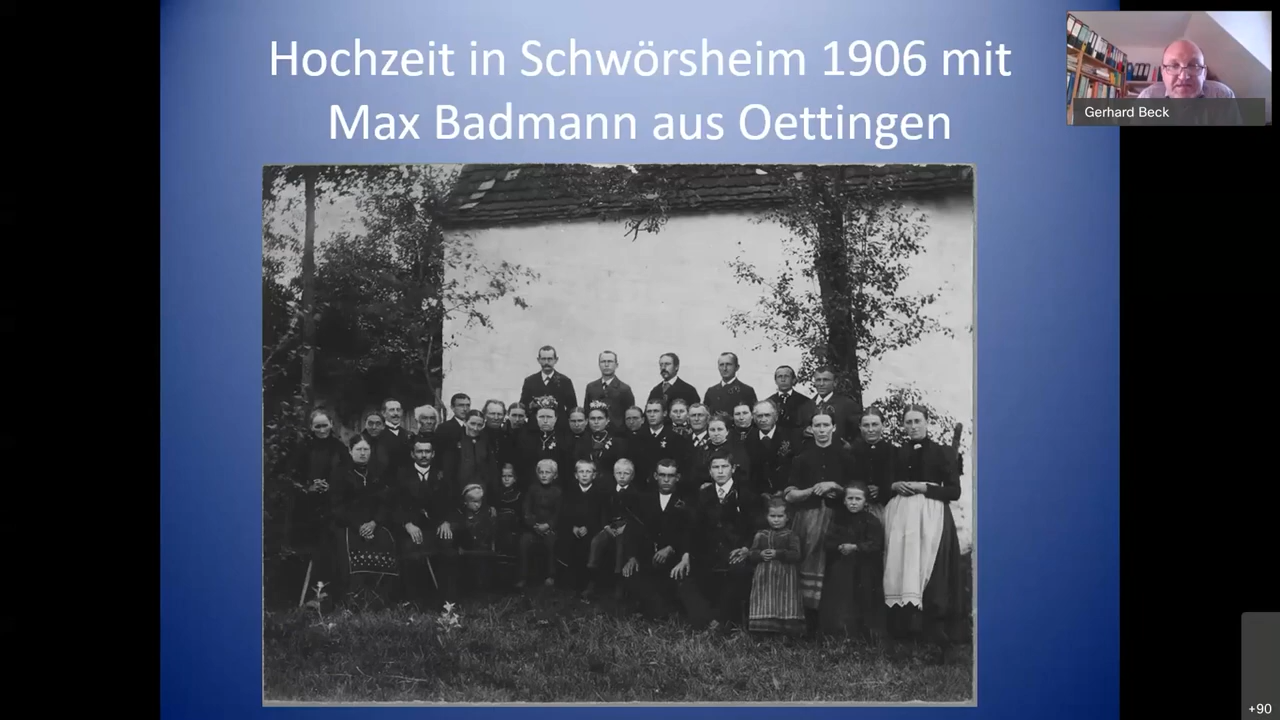 Hochzeit in Schwörsheim 1906 mit
Max Badmann aus Oettingen
Gerhard Beck
+90